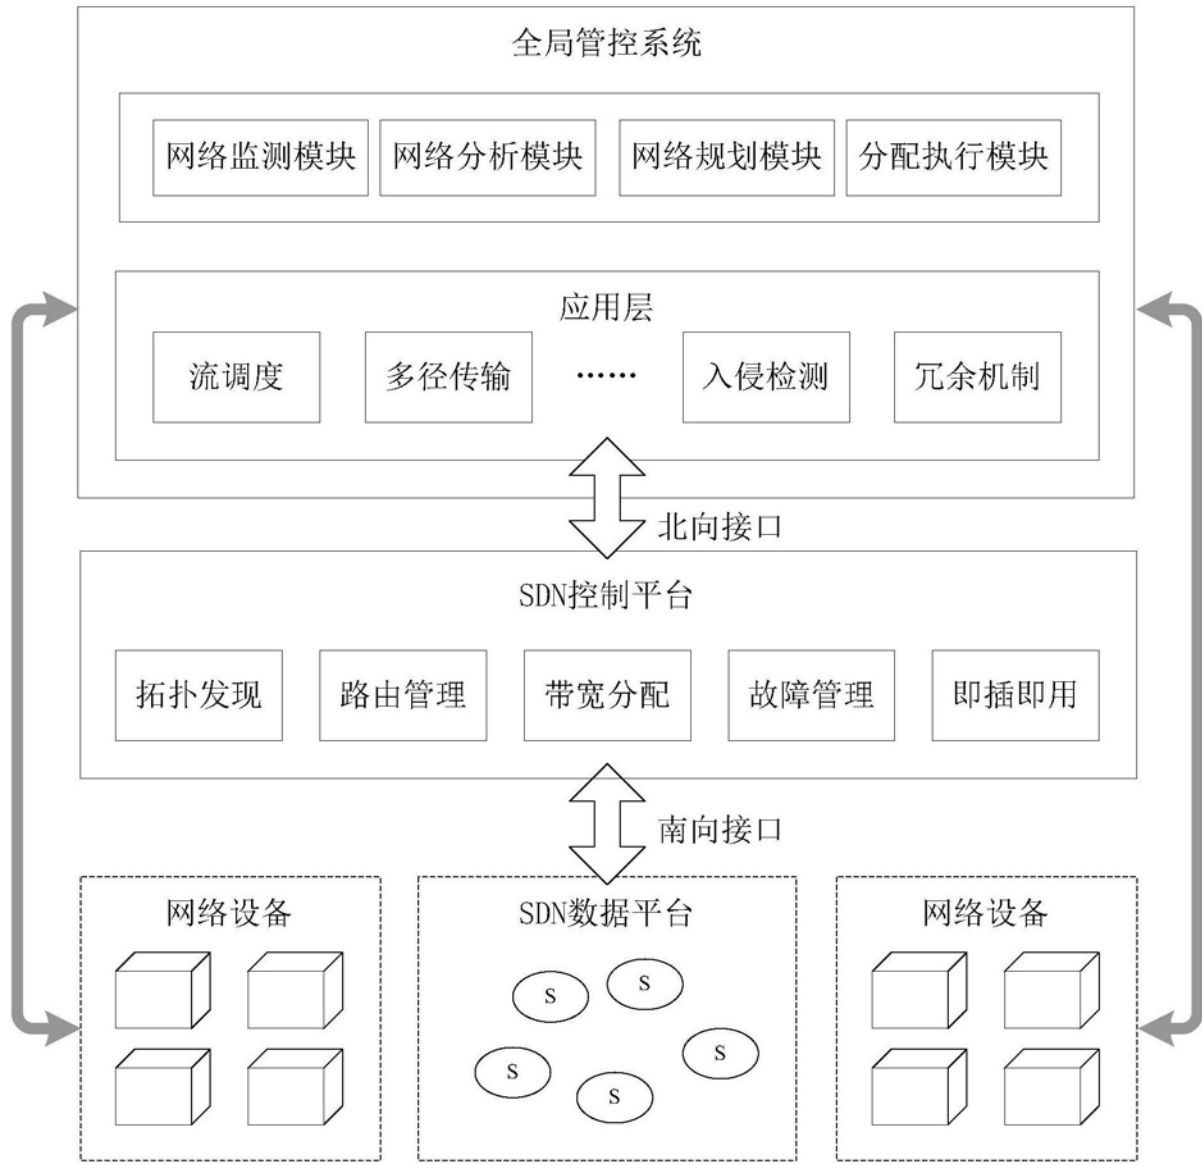 全局管控系统
网络监测模块 网络分析模块 网络规划模块 分配执行模块
应用层
流调度 多径传输 …… 入侵检测 冗余机制
北向接口
SDN控制平台
拓扑发现 路由管理 带宽分配 故障管理 即插即用
南向接口
网络设备 SDN数据平台 网络设备
S S
S
S
S